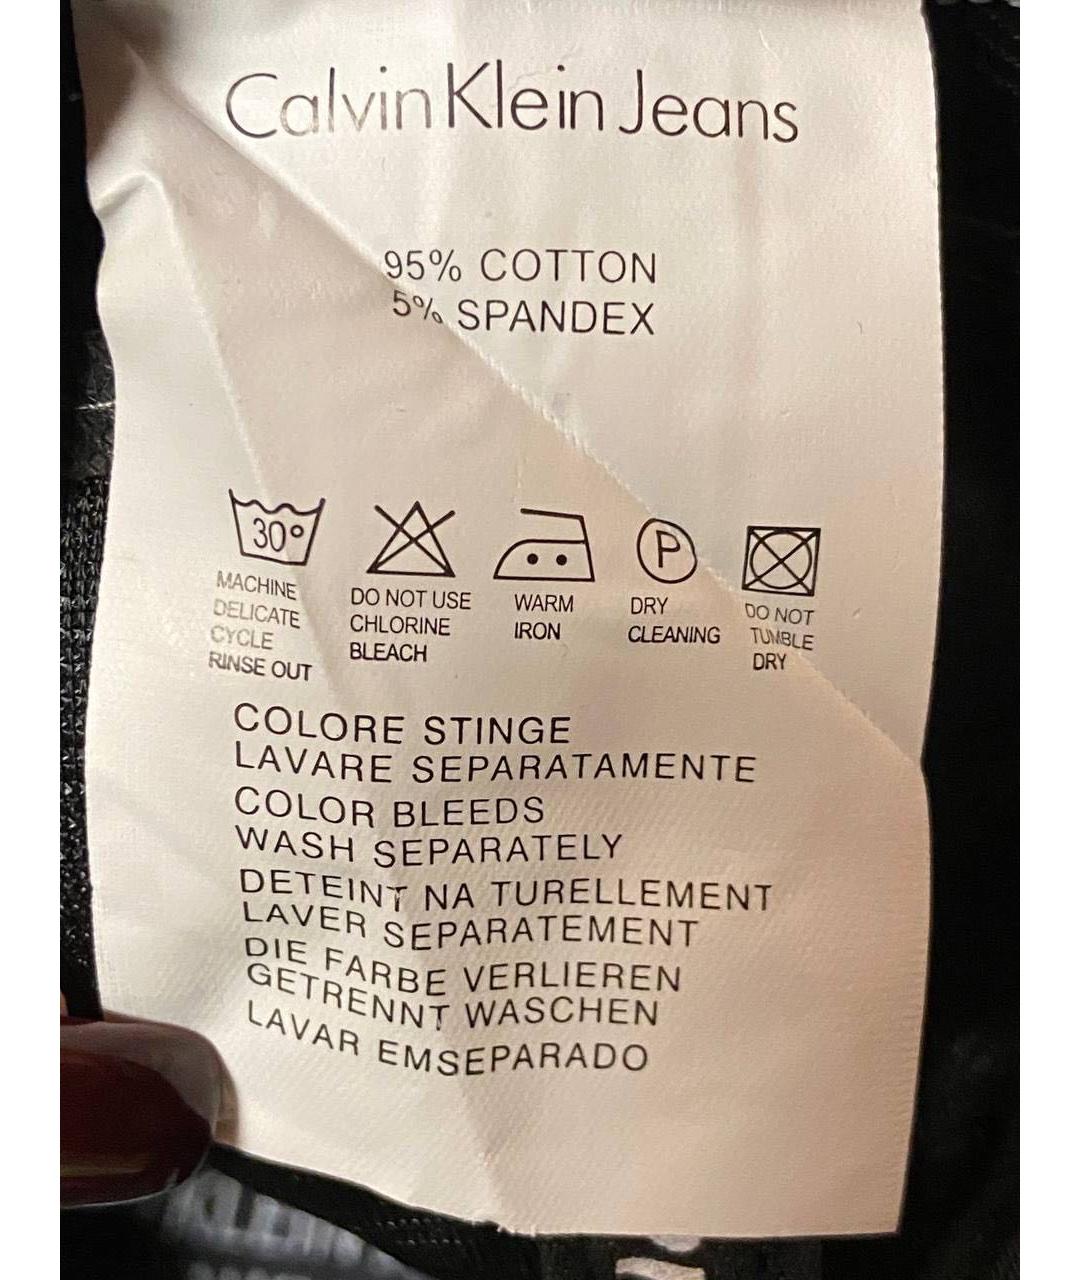 Calvin Klein Jeans
95% COTTON
5% SPANDEX
30°
P
MACHINE
DELICATE
CYCLE
RINSE OUT
DO NOT USE
CHLORINE
BLEACH
WARM
IRON
DRY
CLEANING
DO NOT
TUMBLE
DRY
COLORE STINGE
LAVARE SEPARATAMENTE
COLOR BLEEDS
WASH SEPARATELY
DETEINT NA TURELLEMENT
LAVER SEPARATEMENT
DIE FARBE VERLIEREN
GETRENNT WASCHEN
LAVAR EMSEPARADO